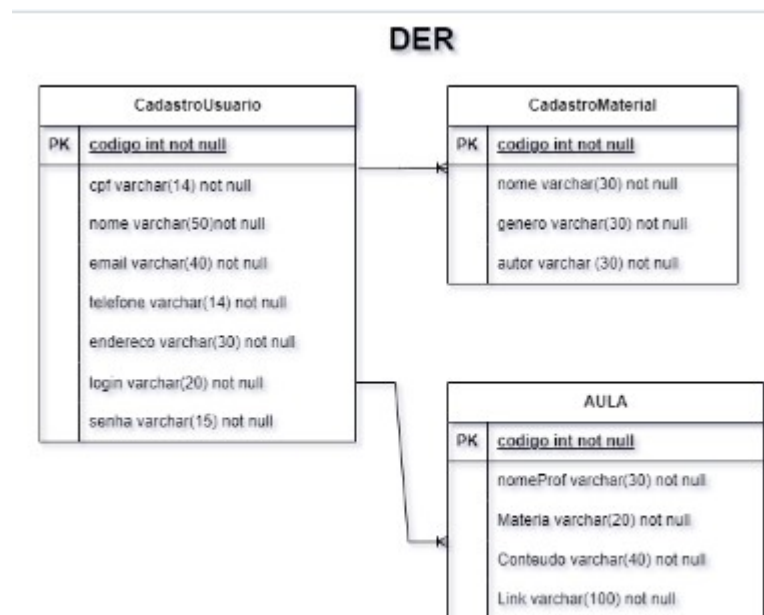 DER
CadastroUsuario
PK codigo int not null
cpf varchar(14) not null
nome varchar(50)not null
email varchar(40) not null
telefone varchar(14) not null
endereco varchar(30) not null
login varchar(20) not null
senha varchar(15) not null
CadastroMaterial
PK codigo int not null
nome varchar(30) not null
genero varchar(30) not null
autor varchar (30) not null
AULA
PK codigo int not null
nomeProf varchar(30) not null
Materia varchar(20) not null
Conteudo varchar(40) not null
Link varchar(100) not null